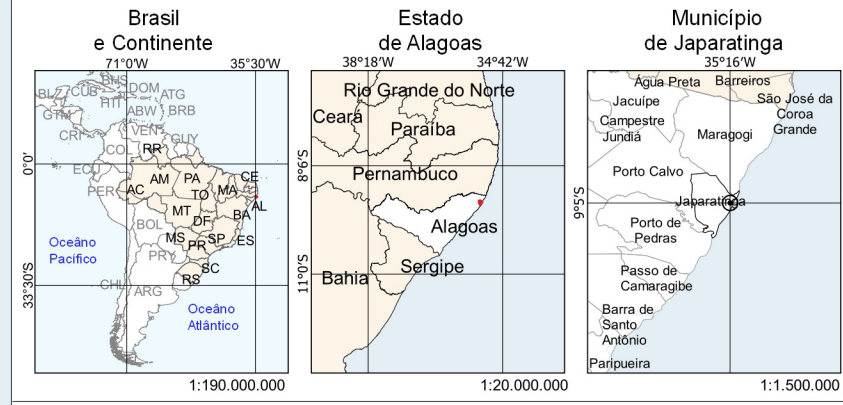 Brasil
e Continente
71°0'W
35°30'W
BHS
DOM
ATG
BLZ
CUB
HTI
GTM
ABW
BRB
CRI
VEN
GUY
COL
RR
0°0'
ECU
AM
PA
MA
CE
PER
AC
TO
AL
MT
BA
BOL
DF
MS
SP
ES
Oceâno
Pacífico
PR
PRY
SC
33°30'S
CHL
RS
ARG
Oceâno
Atlântico
1:190.000.000
Estado
de Alagoas
38°18'W
34°42'W
Rio Grande do Norte
Ceará
Paraíba
8°6'S
Pernambuco
Alagoas
Sergipe
Bahia
11°0'S
1:20.000.000
Município
de Japaratinga
35°16'W
Água Preta
Barreiros
Jacuípe
São José da
Coroa
Grande
Campestre
Jundiá
Maragogi
Porto Calvo
9°5'S
Japaratinga
Porto de
Pedras
Passo de
Camaragibe
Barra de
Santo
Antônio
Paripueira
1:1.500.000